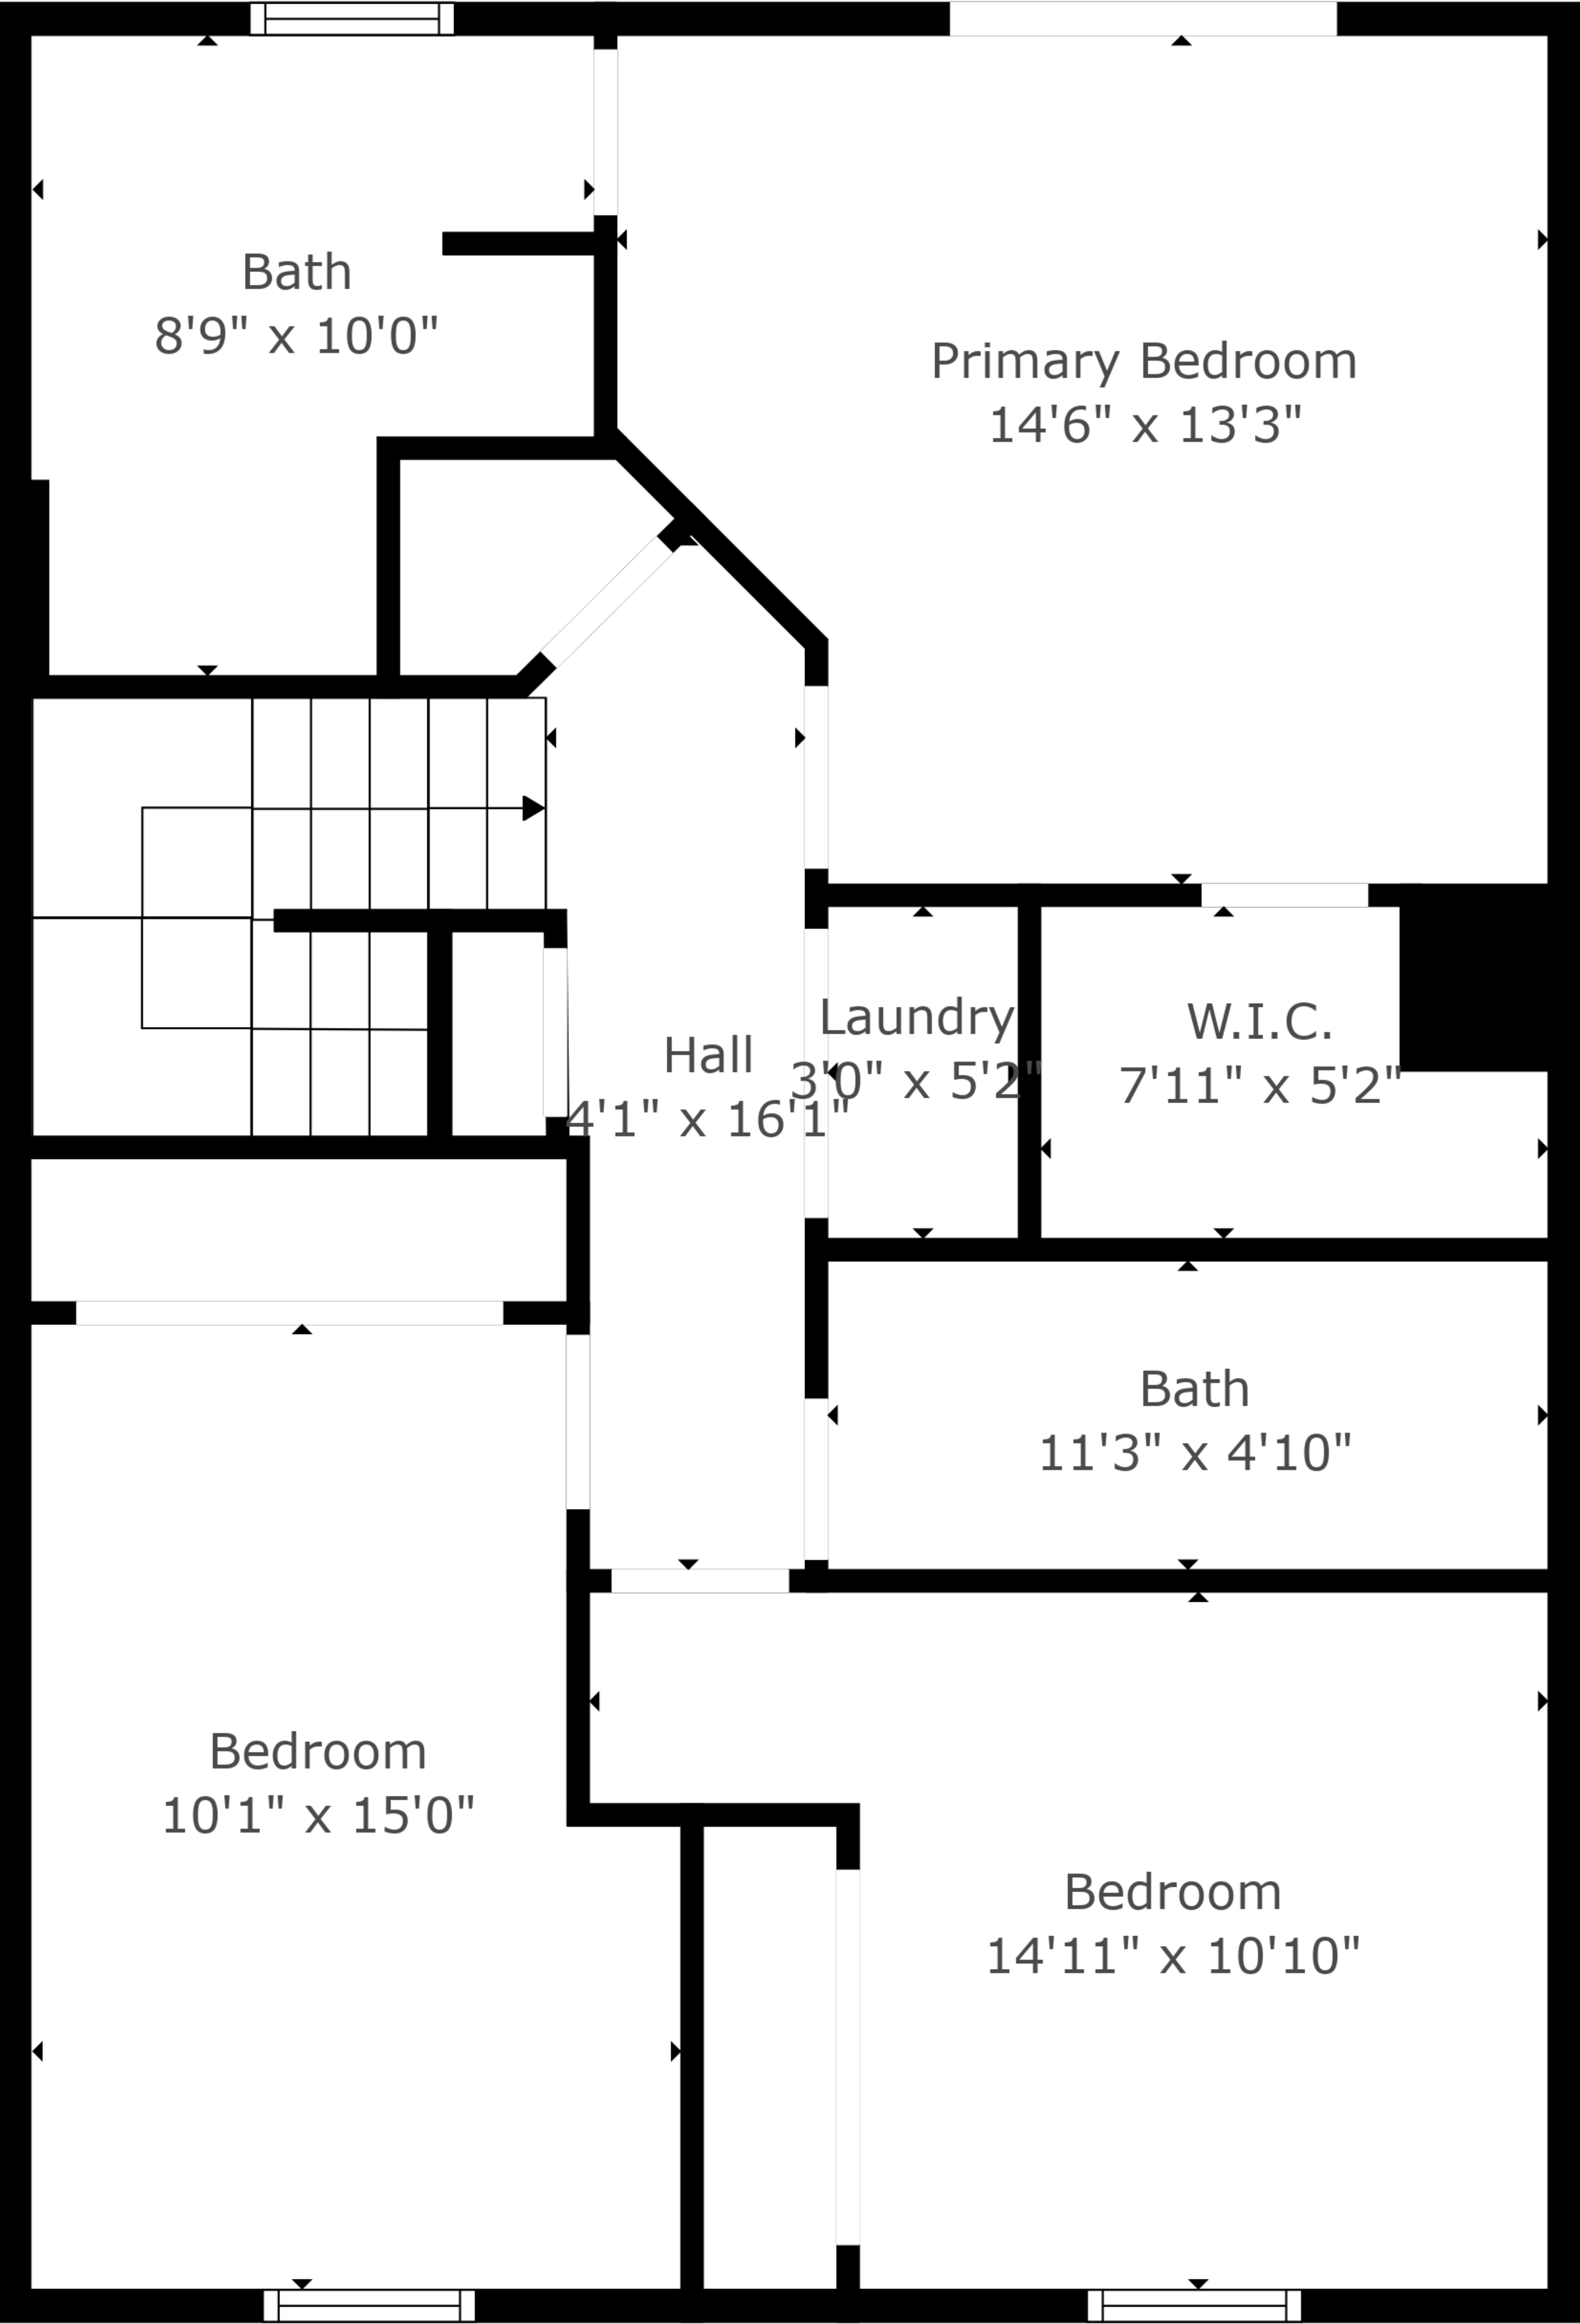 Bath
8'9" x 10'0"
Primary Bedroom
14'6" x 13'3"
Hall
4'1" x 16'1"
Laundry
3'0" x 5'2"
W.I.C.
7'11" x 5'2"
Bath
11'3" x 4'10"
Bedroom
10'1" x 15'0"
Bedroom
14'11" x 10'10"